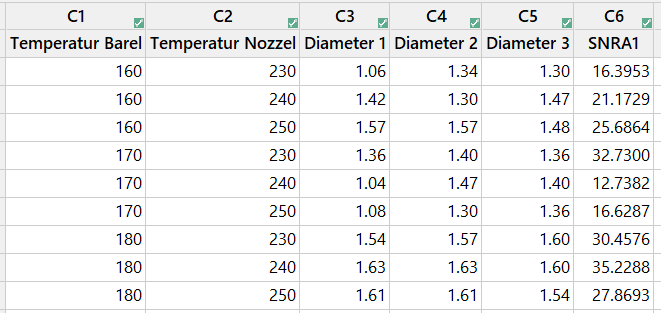 C1 C2 C3 C4 C5 C6
Temperatur Barel Temperatur Nozzel Diameter 1 Diameter 2 Diameter 3 SNRA1
160 230 1.06 1.34 1.30 16.3953
160 240 1.42 1.30 1.47 21.1729
160 250 1.57 1.57 1.48 25.6864
170 230 1.36 1.40 1.36 32.7300
170 240 1.04 1.47 1.40 12.7382
170 250 1.08 1.30 1.36 16.6287
180 230 1.54 1.57 1.60 30.4576
180 240 1.63 1.63 1.60 35.2288
180 250 1.61 1.61 1.54 27.8693